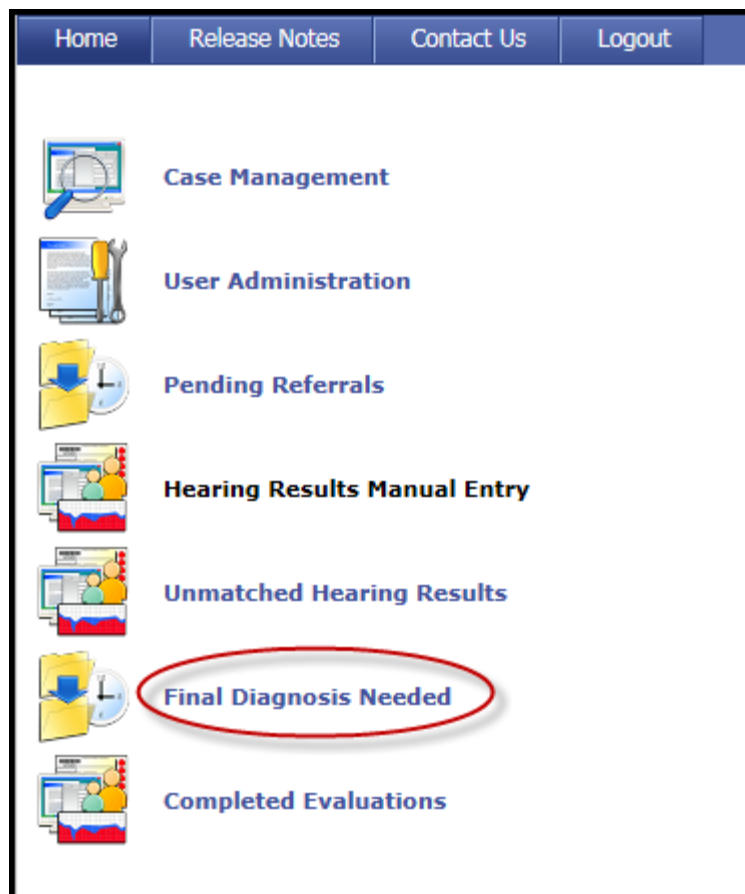 Home Release Notes Contact Us Logout
Case Management
User Administration
Pending Referrals
Hearing Results Manual Entry
Unmatched Hearing Results
Final Diagnosis Needed
Completed Evaluations